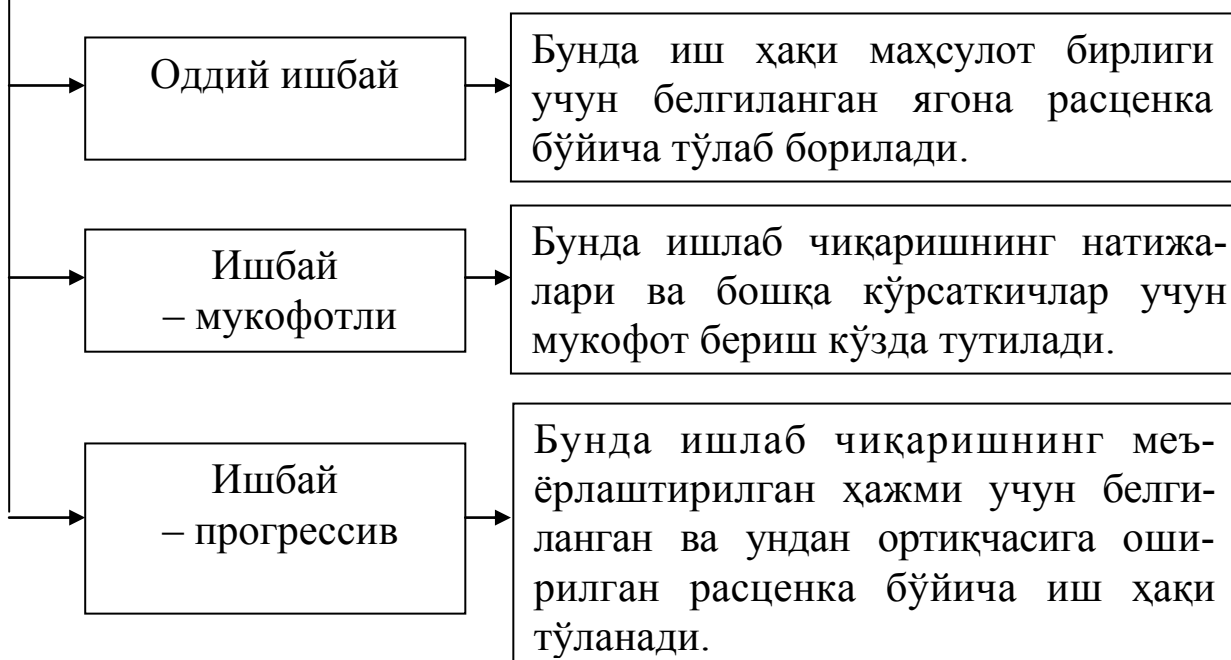 Оддий ишбай
Бунда иш ҳақи маҳсулот бирлиги
учун белгиланган ягона расценка
бўйича тўлаб борилади.
Ишбай
– мукофотли
Бунда ишлаб чиқаришнинг натижа-
лари ва бошқа кўрсаткичлар учун
мукофот бериш кўзда тутилади.
Ишбай
– прогрессив
Бунда ишлаб чиқаришнинг меъ-
ёрлаштирилган ҳажми учун белги-
ланган ва ундан ортиқчасига оши-
рилган расценка бўйича иш ҳақи
тўланади.